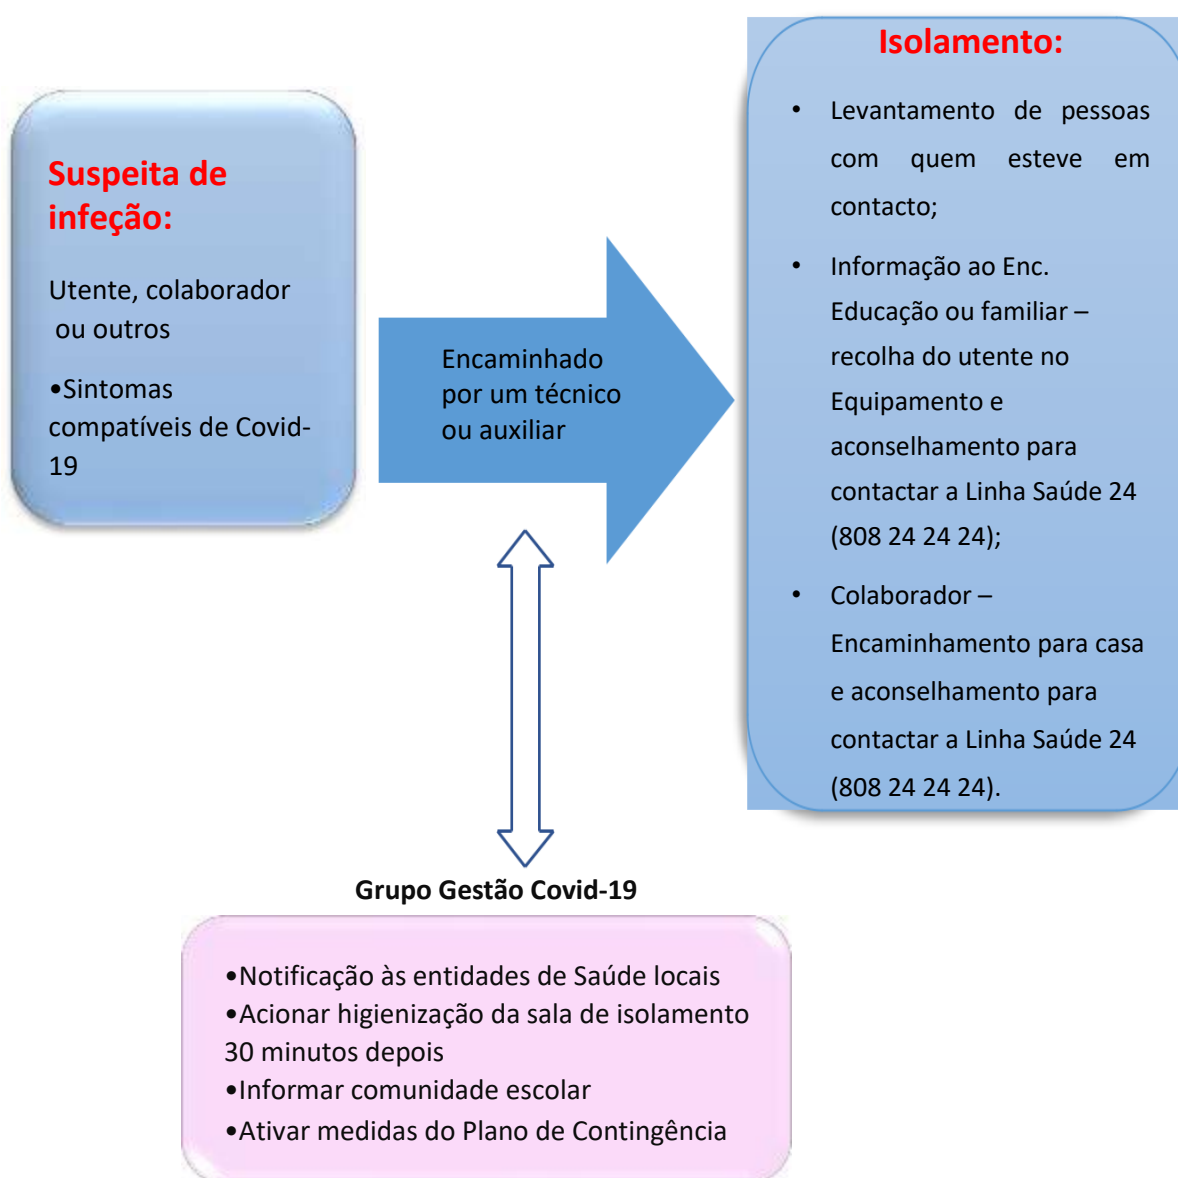 Suspeita de
infeção:
Utente, colaborador
ou outros
•Sintomas
compatíveis de Covid-
19
Encaminhado
por um técnico
ou auxiliar
Isolamento:
• Levantamento de pessoas
com quem esteve em
contacto;
• Informação ao Enc.
Educação ou familiar –
recolha do utente no
Equipamento e
aconselhamento para
contactar a Linha Saúde 24
(808 24 24 24);
• Colaborador –
Encaminhamento para casa
e aconselhamento para
contactar a Linha Saúde 24
(808 24 24 24).
Grupo Gestão Covid-19
•Notificação às entidades de Saúde locais
•Acionar higienização da sala de isolamento
30 minutos depois
•Informar comunidade escolar
•Ativar medidas do Plano de Contingência